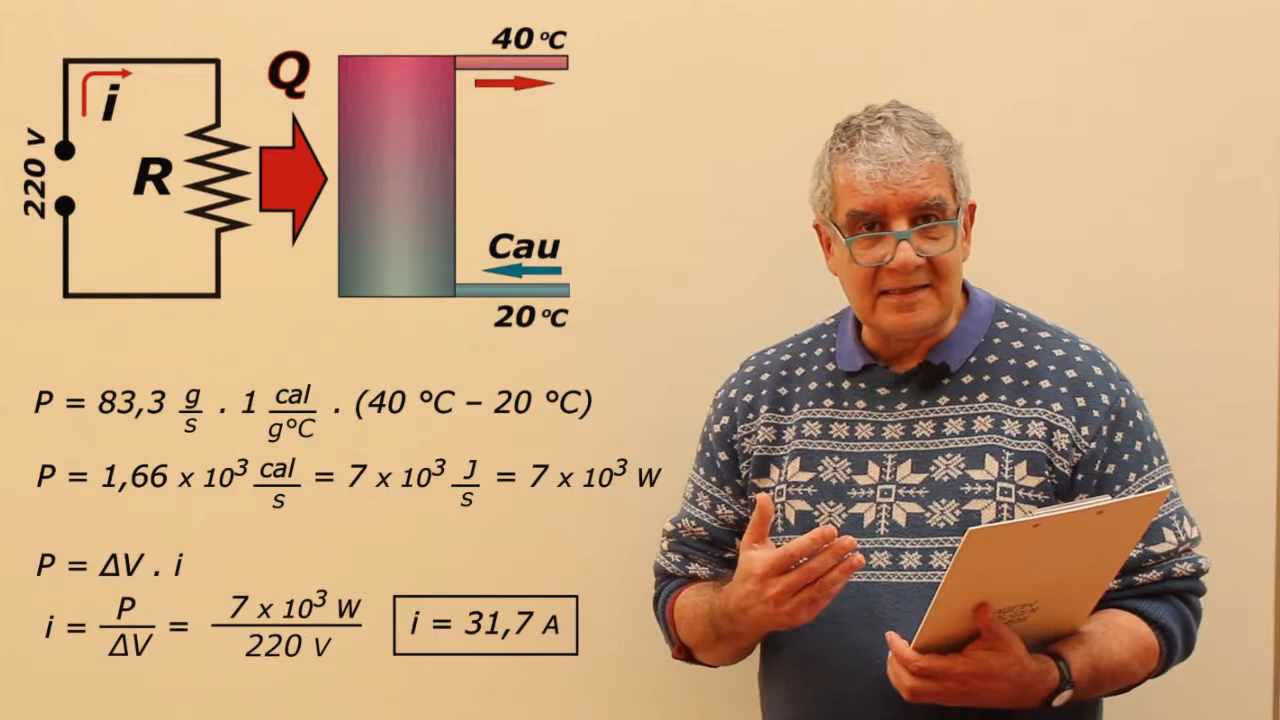 40 °C
Q
i
220 V
R
Cau
20 °C
P = 83,3 g/s . 1 cal/g°C . (40 °C – 20 °C)
P = 1,66 x 10³ cal/s = 7 x 10³ J/s = 7 x 10³ W
P = ΔV . i
i = P/ΔV = 7 x 10³ W/220 V
i = 31,7 A